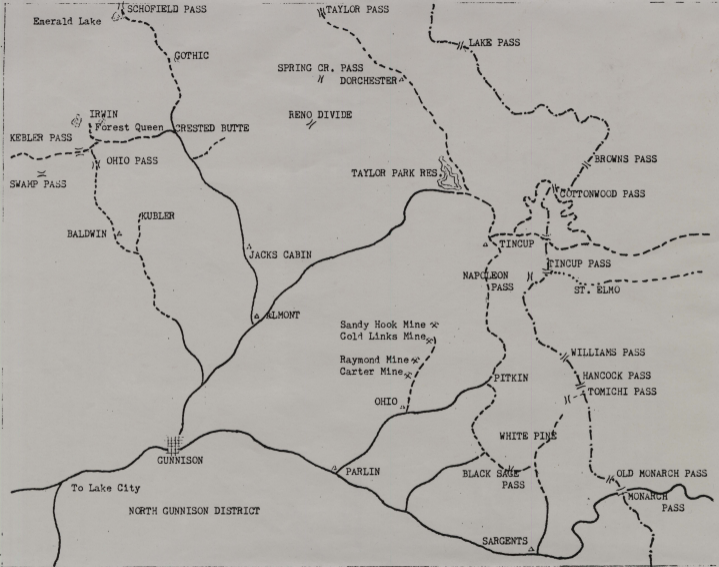 SCHOFIELD PASS
Emerald Lake
TAYLOR PASS
LAKE PASS
GOTHIC
SPRING CR. PASS
DORCHESTER
IRWIN
Forest Queen
CRESTED BUTTE
RENO DIVIDE
KEBLER PASS
OHIO PASS
BROWNS PASS
SWAMP PASS
TAYLOR PARK RES.
COTTONWOOD PASS
KUBLER
BALDWIN
TINCUP
JACKS CABIN
TINCUP PASS
NAPOLEON
PASS
ST. ELMO
ALMONT
Sandy Hook Mine
Gold Links Mine
WILLIAMS PASS
Raymond Mine
Carter Mine
PITKIN
HANCOCK PASS
TOMICHI PASS
OHIO
WHITE PINE
GUNNISON
PARLIN
BLACK SAGE
PASS
OLD MONARCH PASS
To Lake City
MONARCH
PASS
NORTH GUNNISON DISTRICT
SARGENTS